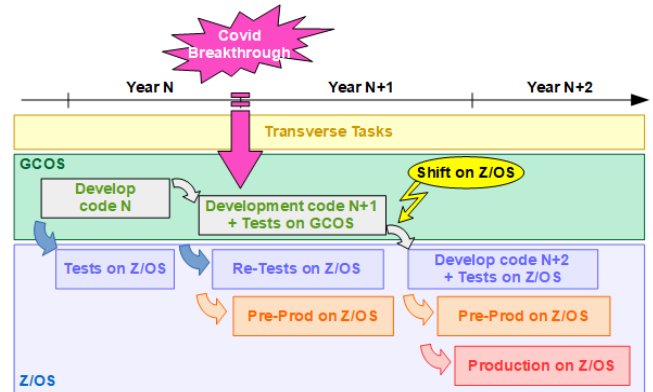 Covid
Breakthrough
Year N
Year N+1
Year N+2
Transverse Tasks
GCOS
Shift on Z/OS
Develop
code N
Development code N+1
+ Tests on GCOS
Tests on Z/OS
Re-Tests on Z/OS
Develop code N+2
+ Tests on Z/OS
Pre-Prod on Z/OS
Pre-Prod on Z/OS
Production on Z/OS
Z/OS